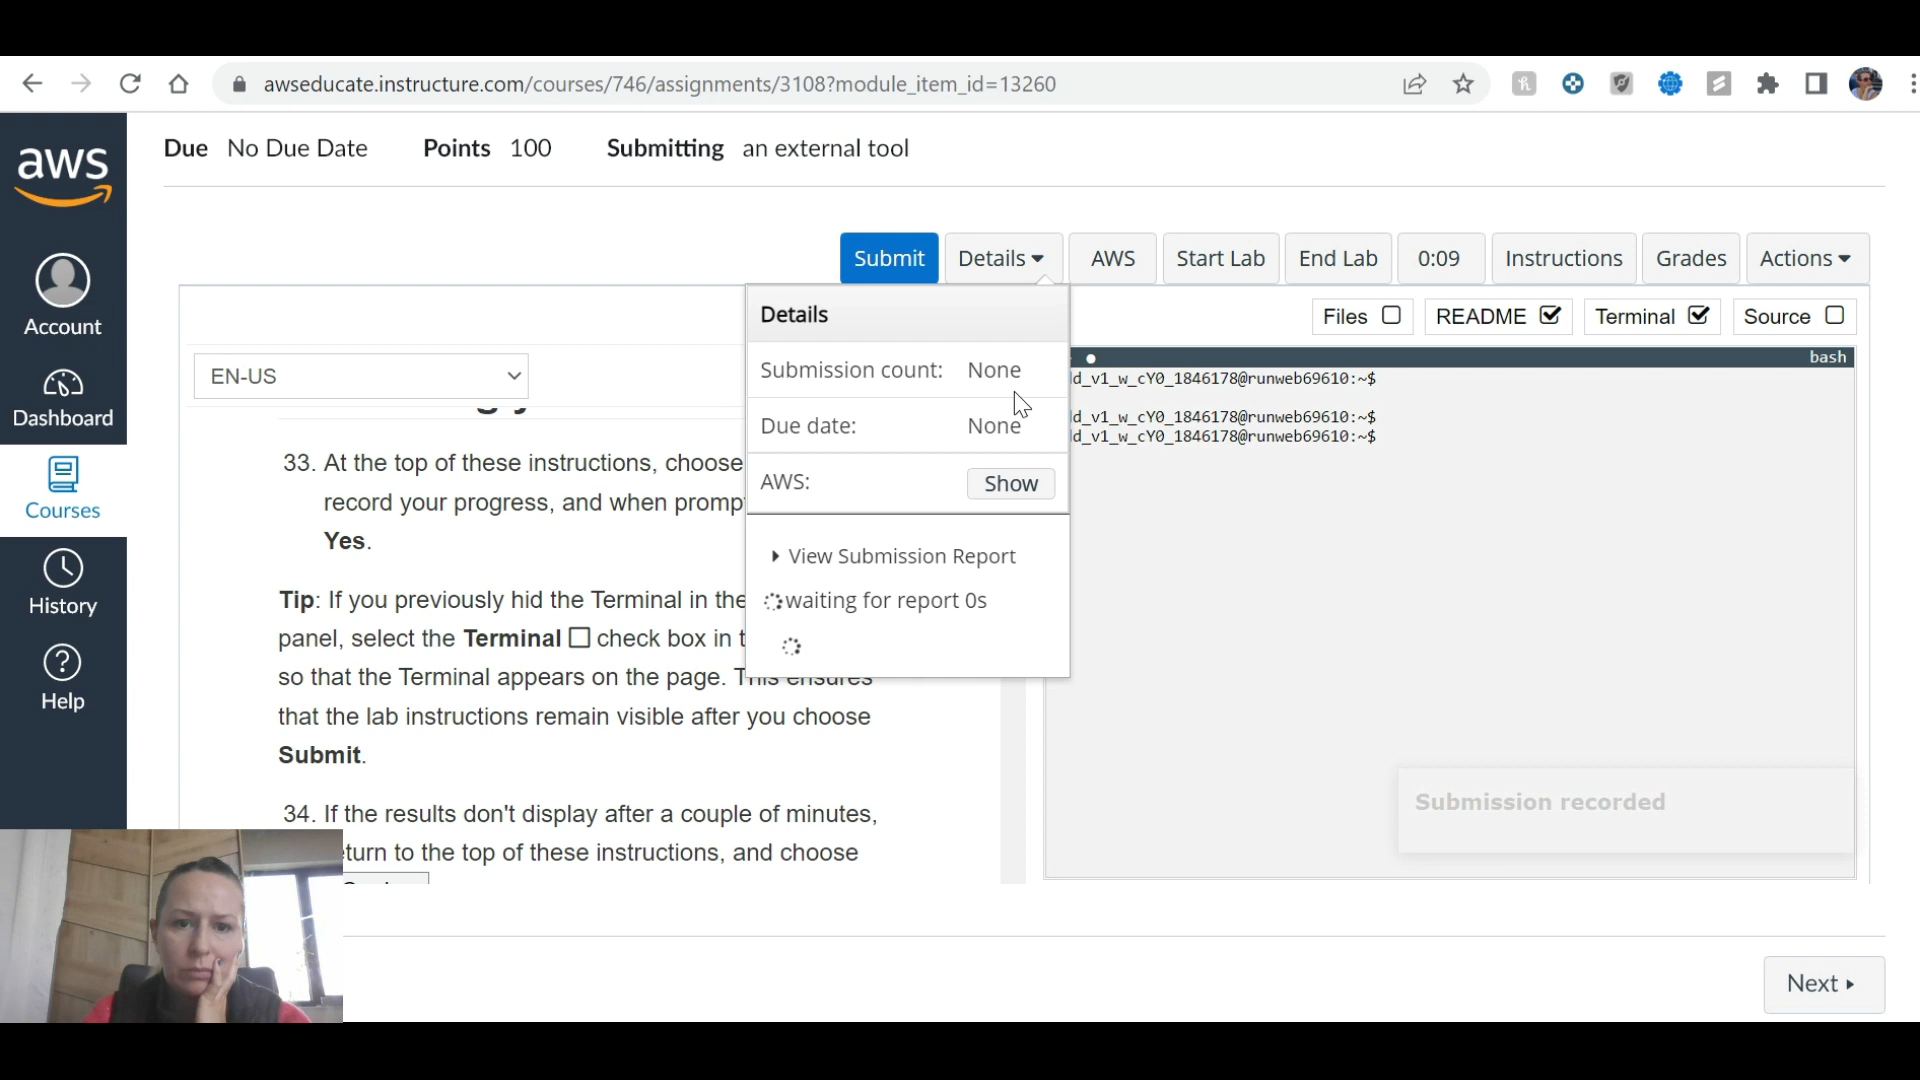 awseducate.instructure.com/courses/746/assignments/3108?module_item_id=13260
aws
Account
Dashboard
Courses
History
Help
Due No Due Date Points 100 Submitting an external tool
Submit Details AWS Start Lab End Lab 0:09 Instructions Grades Actions
Files README Terminal Source
EN-US
33. At the top of these instructions, choose
record your progress, and when promp
Yes.
Tip: If you previously hid the Terminal in the
panel, select the Terminal check box in t
so that the Terminal appears on the page. This ensures
that the lab instructions remain visible after you choose
Submit.
34. If the results don't display after a couple of minutes,
turn to the top of these instructions, and choose
Details
Submission count: None
Due date: None
AWS: Show
View Submission Report
waiting for report 0s
bash
ld_v1_w_cY0_1846178@runweb69610:~$
ld_v1_w_cY0_1846178@runweb69610:~$
ld_v1_w_cY0_1846178@runweb69610:~$
Submission recorded
Next